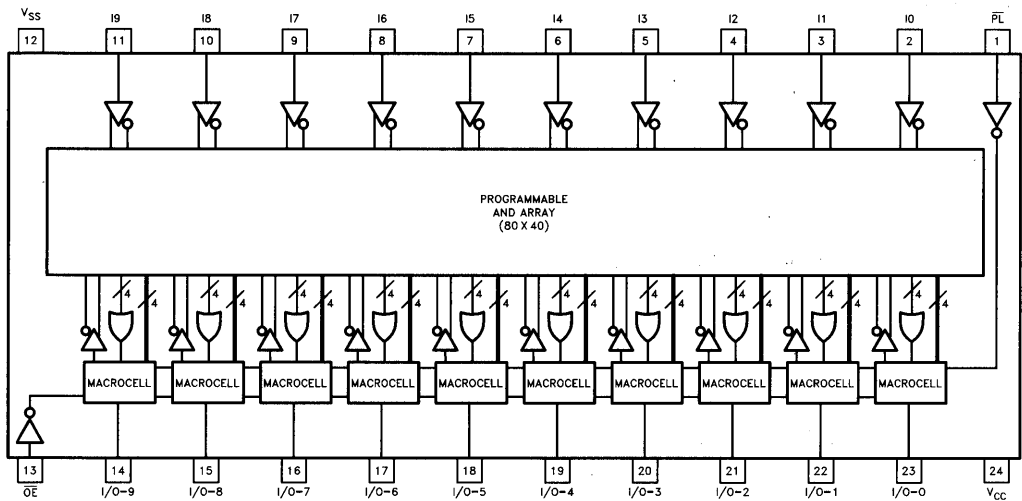 VSS I9 I8 I7 I6 I5 I4 I3 I2 I1 I0 P̅L̅
12 11 10 9 8 7 6 5 4 3 2 1
PROGRAMMABLE
AND ARRAY
(80 X 40)
4 4 4 4 4 4 4 4 4 4 4 4 4 4 4 4 4 4 4 4
MACROCELL MACROCELL MACROCELL MACROCELL MACROCELL MACROCELL MACROCELL MACROCELL MACROCELL MACROCELL
13 14 15 16 17 18 19 20 21 22 23 24
O̅E̅ I/O-9 I/O-8 I/O-7 I/O-6 I/O-5 I/O-4 I/O-3 I/O-2 I/O-1 I/O-0 VCC